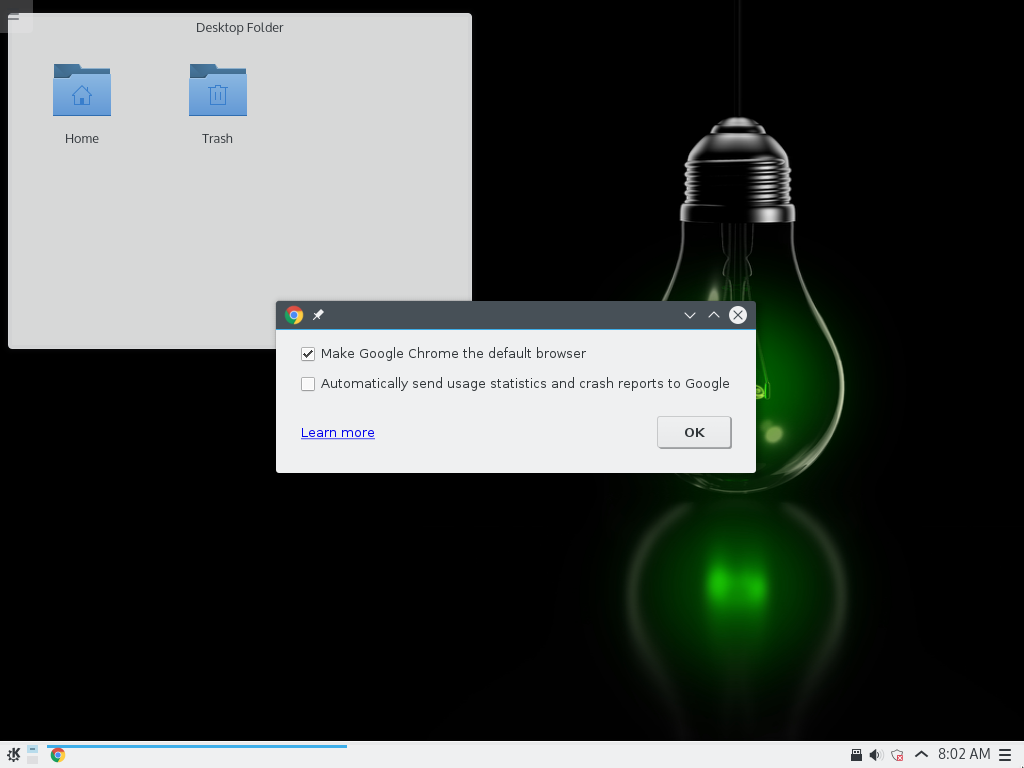 Desktop Folder
Home
Trash
Make Google Chrome the default browser
Automatically send usage statistics and crash reports to Google
Learn more
OK
8:02 AM